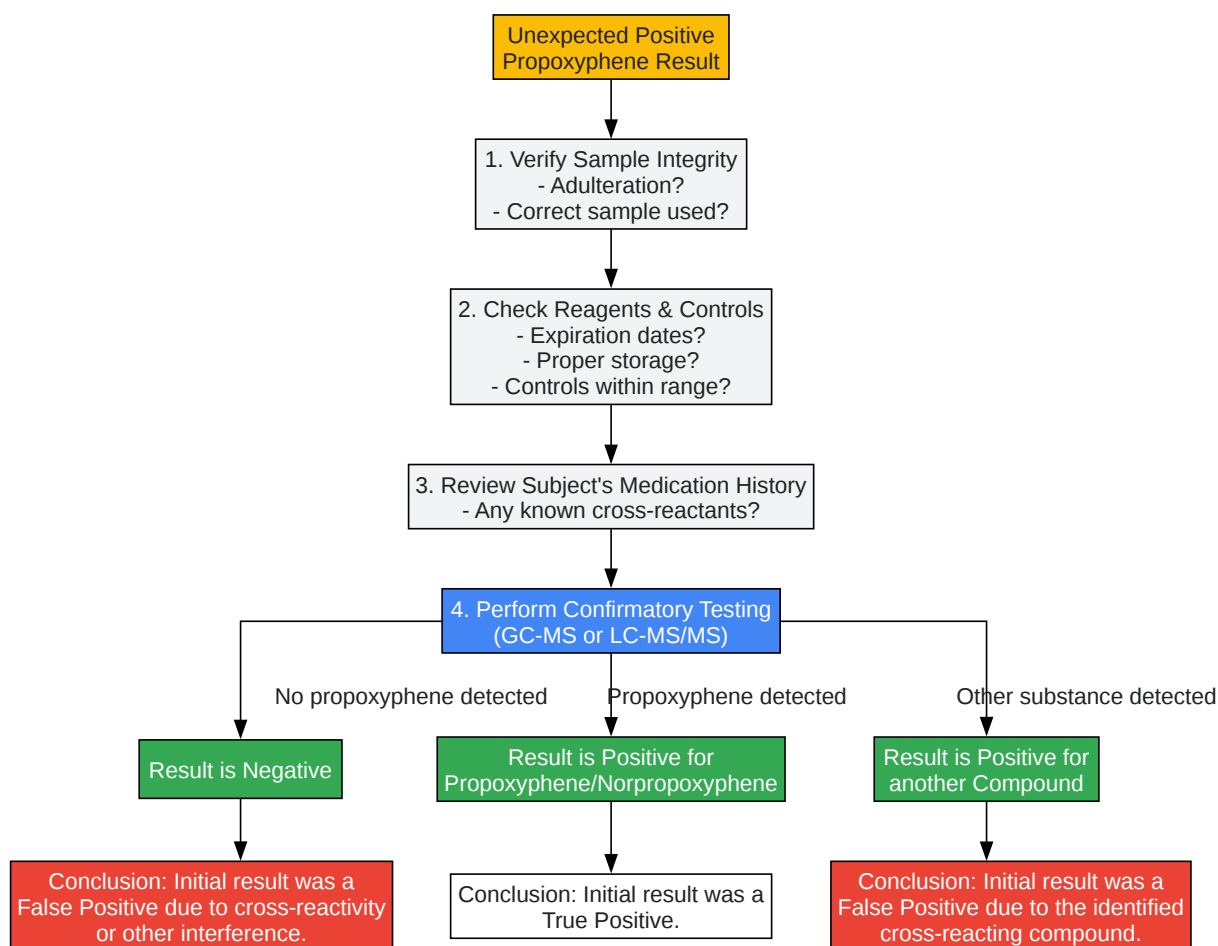 Unexpected Positive
Propoxyphene Result
1. Verify Sample Integrity
- Adulteration?
- Correct sample used?
2. Check Reagents & Controls
- Expiration dates?
- Proper storage?
- Controls within range?
3. Review Subject's Medication History
- Any known cross-reactants?
4. Perform Confirmatory Testing
(GC-MS or LC-MS/MS)
No propoxyphene detected
Propoxyphene detected
Other substance detected
Result is Negative
Result is Positive for
Propoxyphene/Norpropoxyphene
Result is Positive for
another Compound
Conclusion: Initial result was a
False Positive due to cross-reactivity
or other interference.
Conclusion: Initial result was a
True Positive.
Conclusion: Initial result was a
False Positive due to the identified
cross-reacting compound.